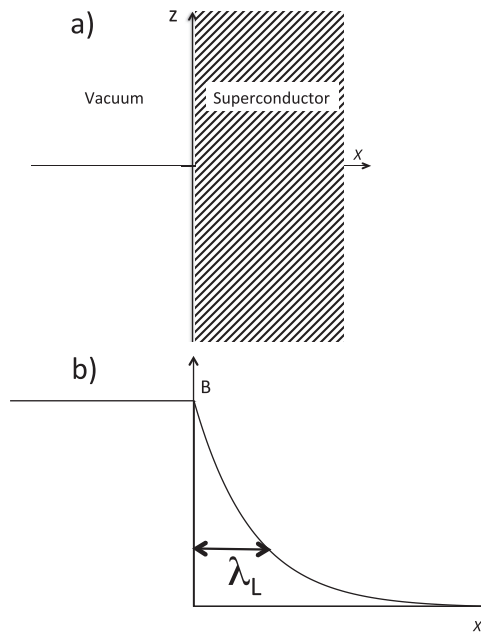 a)
z
Vacuum
Superconductor
x
b)
B
λL
x